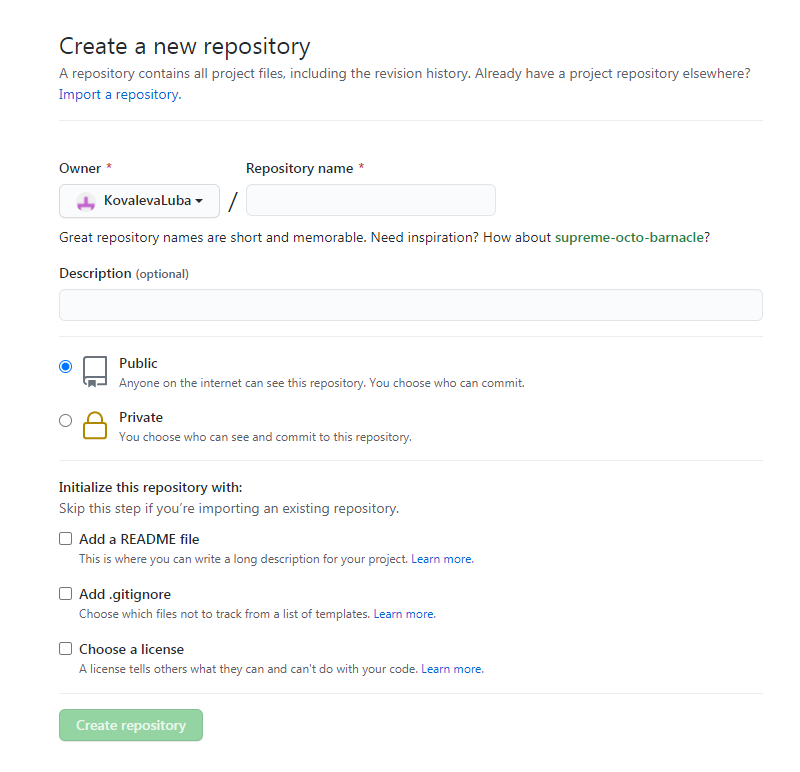 Create a new repository
A repository contains all project files, including the revision history. Already have a project repository elsewhere?
Import a repository.
Owner * Repository name *
KovalevaLuba /
Great repository names are short and memorable. Need inspiration? How about supreme-octo-barnacle?
Description (optional)
Public
Anyone on the internet can see this repository. You choose who can commit.
Private
You choose who can see and commit to this repository.
Initialize this repository with:
Skip this step if you’re importing an existing repository.
Add a README file
This is where you can write a long description for your project. Learn more.
Add .gitignore
Choose which files not to track from a list of templates. Learn more.
Choose a license
A license tells others what they can and can't do with your code. Learn more.
Create repository